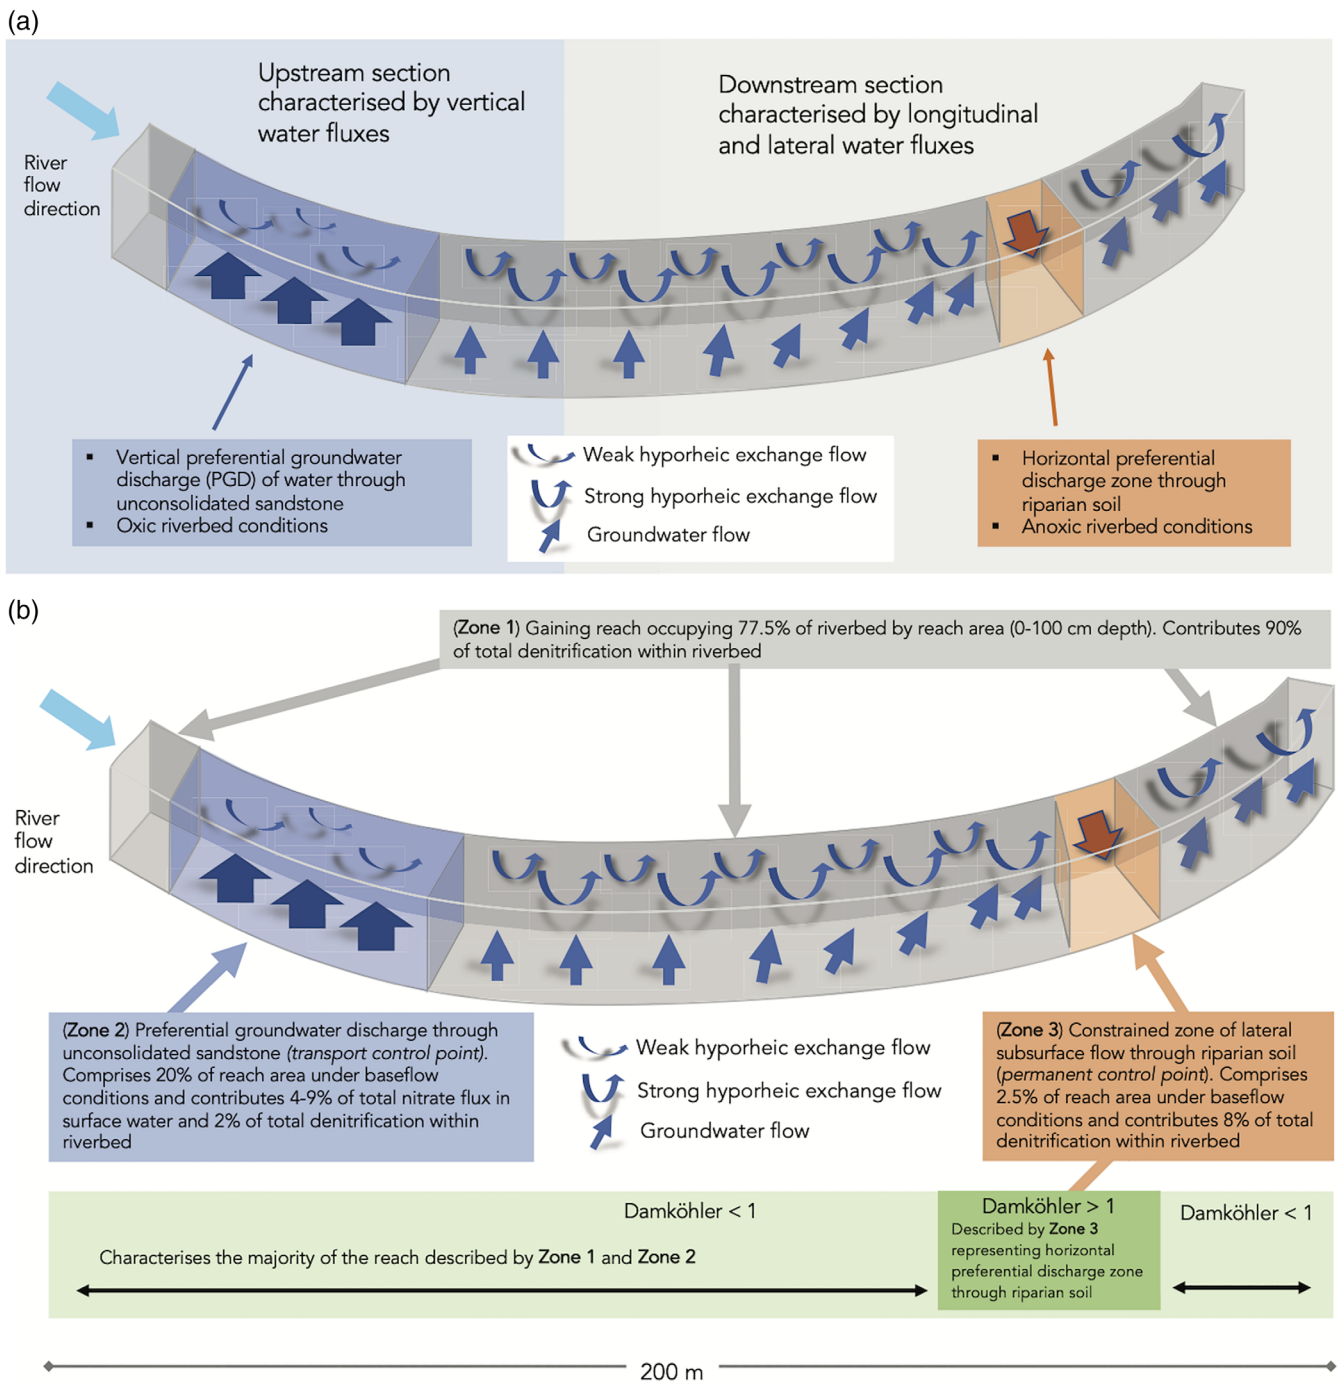 (a)
Upstream section
characterised by vertical
water fluxes
Downstream section
characterised by longitudinal
and lateral water fluxes
River
flow
direction
▪ Vertical preferential groundwater
discharge (PGD) of water through
unconsolidated sandstone
▪ Oxic riverbed conditions
Weak hyporheic exchange flow
Strong hyporheic exchange flow
Groundwater flow
▪ Horizontal preferential
discharge zone through
riparian soil
▪ Anoxic riverbed conditions
(b)
(Zone 1) Gaining reach occupying 77.5% of riverbed by reach area (0-100 cm depth). Contributes 90%
of total denitrification within riverbed
River
flow
direction
(Zone 2) Preferential groundwater discharge through
unconsolidated sandstone (transport control point).
Comprises 20% of reach area under baseflow
conditions and contributes 4-9% of total nitrate flux in
surface water and 2% of total denitrification within
riverbed
Weak hyporheic exchange flow
Strong hyporheic exchange flow
Groundwater flow
(Zone 3) Constrained zone of lateral
subsurface flow through riparian soil
(permanent control point). Comprises
2.5% of reach area under baseflow
conditions and contributes 8% of total
denitrification within riverbed
Damköhler < 1
Characterises the majority of the reach described by Zone 1 and Zone 2
Damköhler > 1
Described by Zone 3
representing horizontal
preferential discharge zone
through riparian soil
Damköhler < 1
200 m